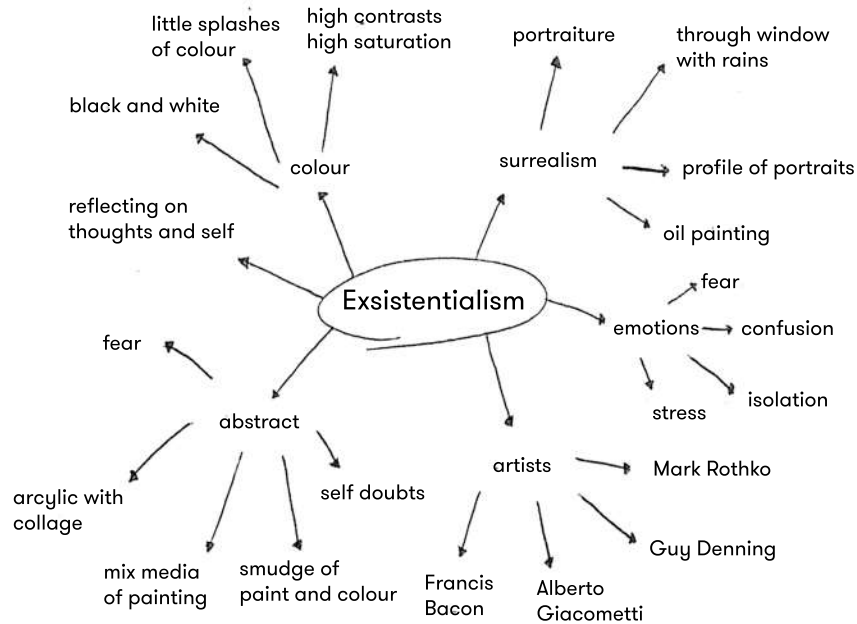 little splashes
of colour
high contrasts
high saturation
portraiture
through window
with rains
black and white
colour
surrealism
profile of portraits
reflecting on
thoughts and self
oil painting
fear
Exsistentialism
emotions
confusion
fear
isolation
stress
abstract
artists
Mark Rothko
self doubts
arcylic with
collage
Guy Denning
mix media
of painting
smudge of
paint and colour
Francis
Bacon
Alberto
Giacometti